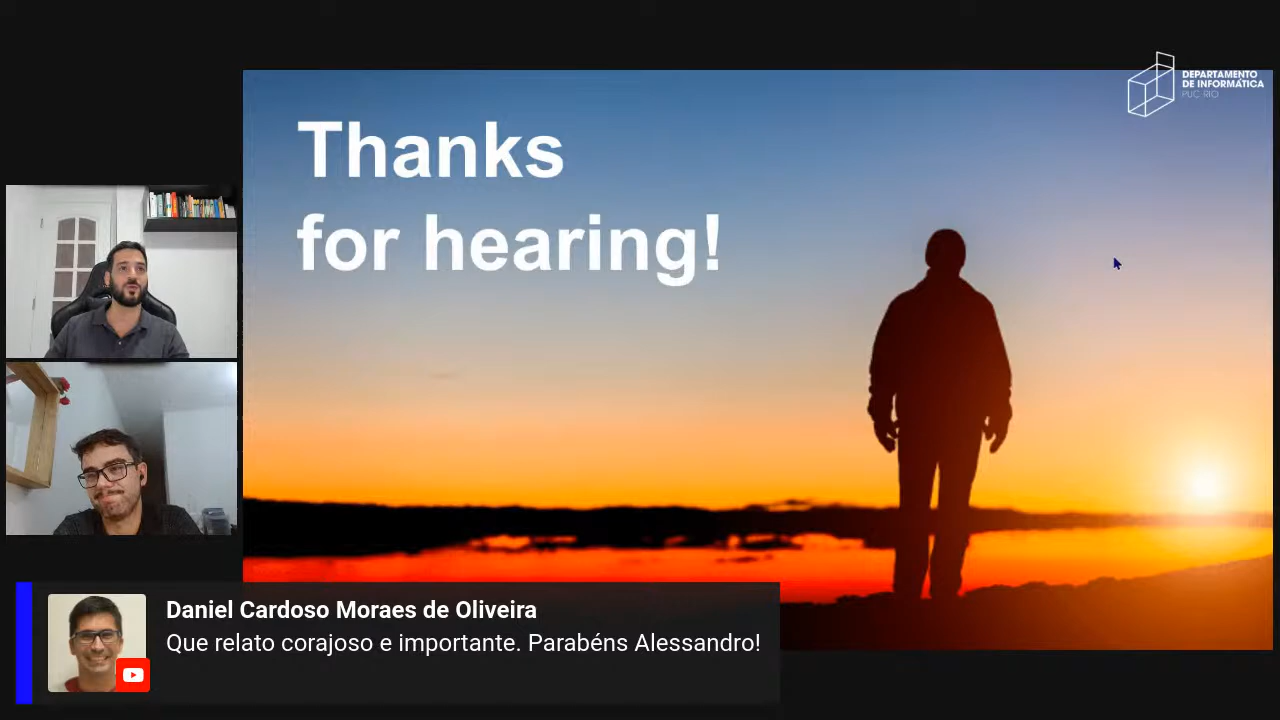 DEPARTAMENTO
DE INFORMÁTICA
PUC RIO
Thanks
for hearing!
Daniel Cardoso Moraes de Oliveira
Que relato corajoso e importante. Parabéns Alessandro!